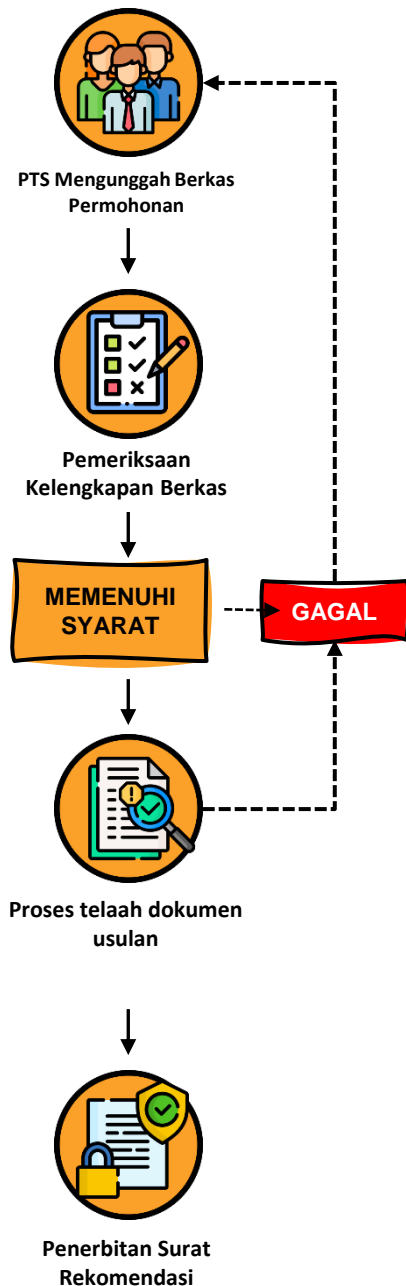 PTS Mengunggah Berkas
Permohonan
Pemeriksaan
Kelengkapan Berkas
MEMENUHI
SYARAT
GAGAL
Proses telaah dokumen
usulan
Penerbitan Surat
Rekomendasi